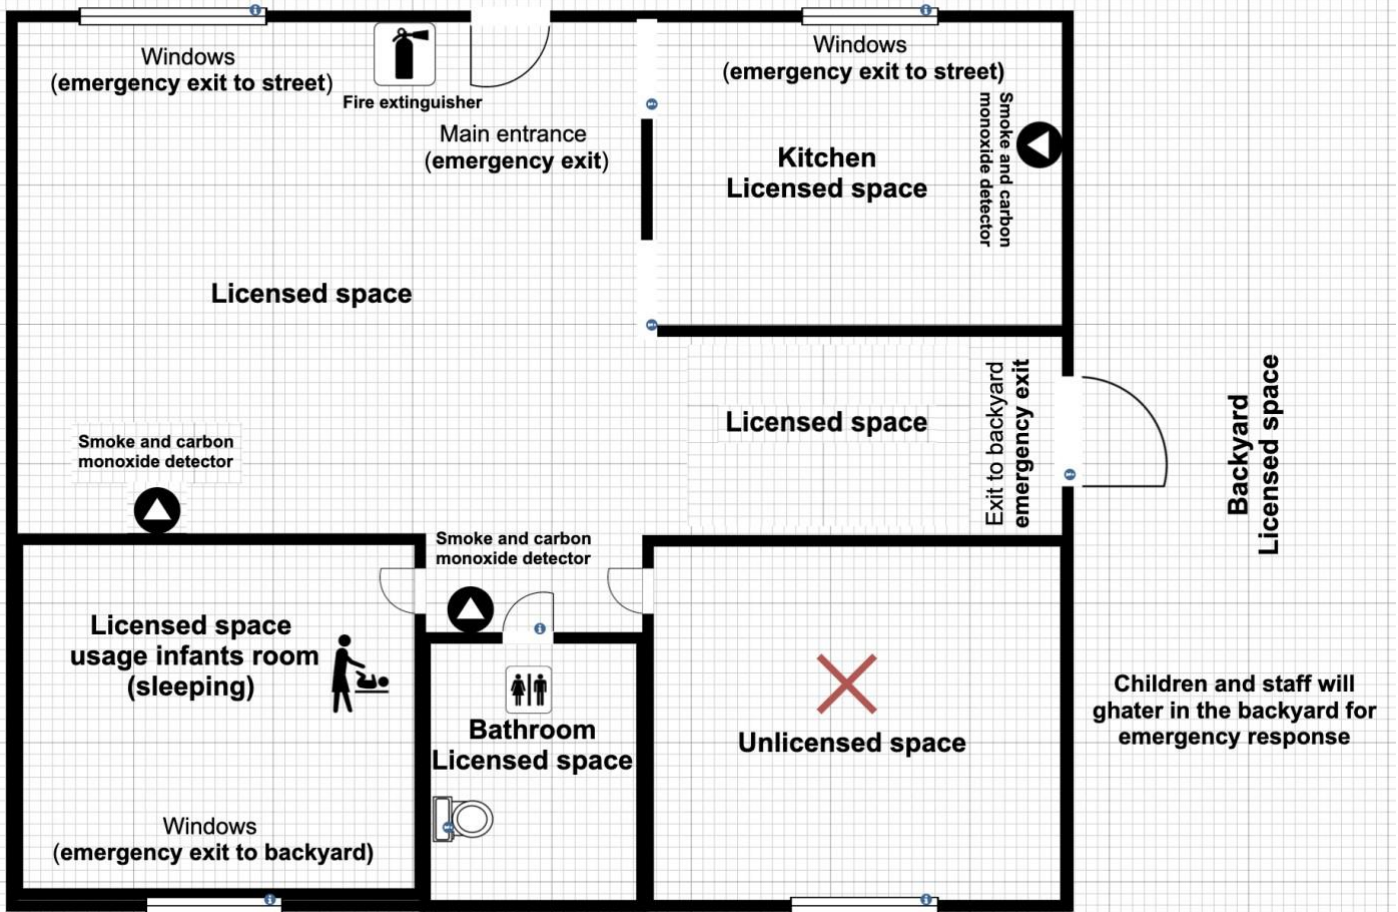 Windows
(emergency exit to street)
Fire extinguisher
Main entrance
(emergency exit)
Windows
(emergency exit to street)
Kitchen
Licensed space
Smoke and carbon
monoxide detector
Licensed space
Licensed space
Exit to backyard
emergency exit
Backyard
Licensed space
Smoke and carbon
monoxide detector
Smoke and carbon
monoxide detector
Licensed space
usage infants room
(sleeping)
Windows
(emergency exit to backyard)
Bathroom
Licensed space
Unlicensed space
Children and staff will
ghater in the backyard for
emergency response